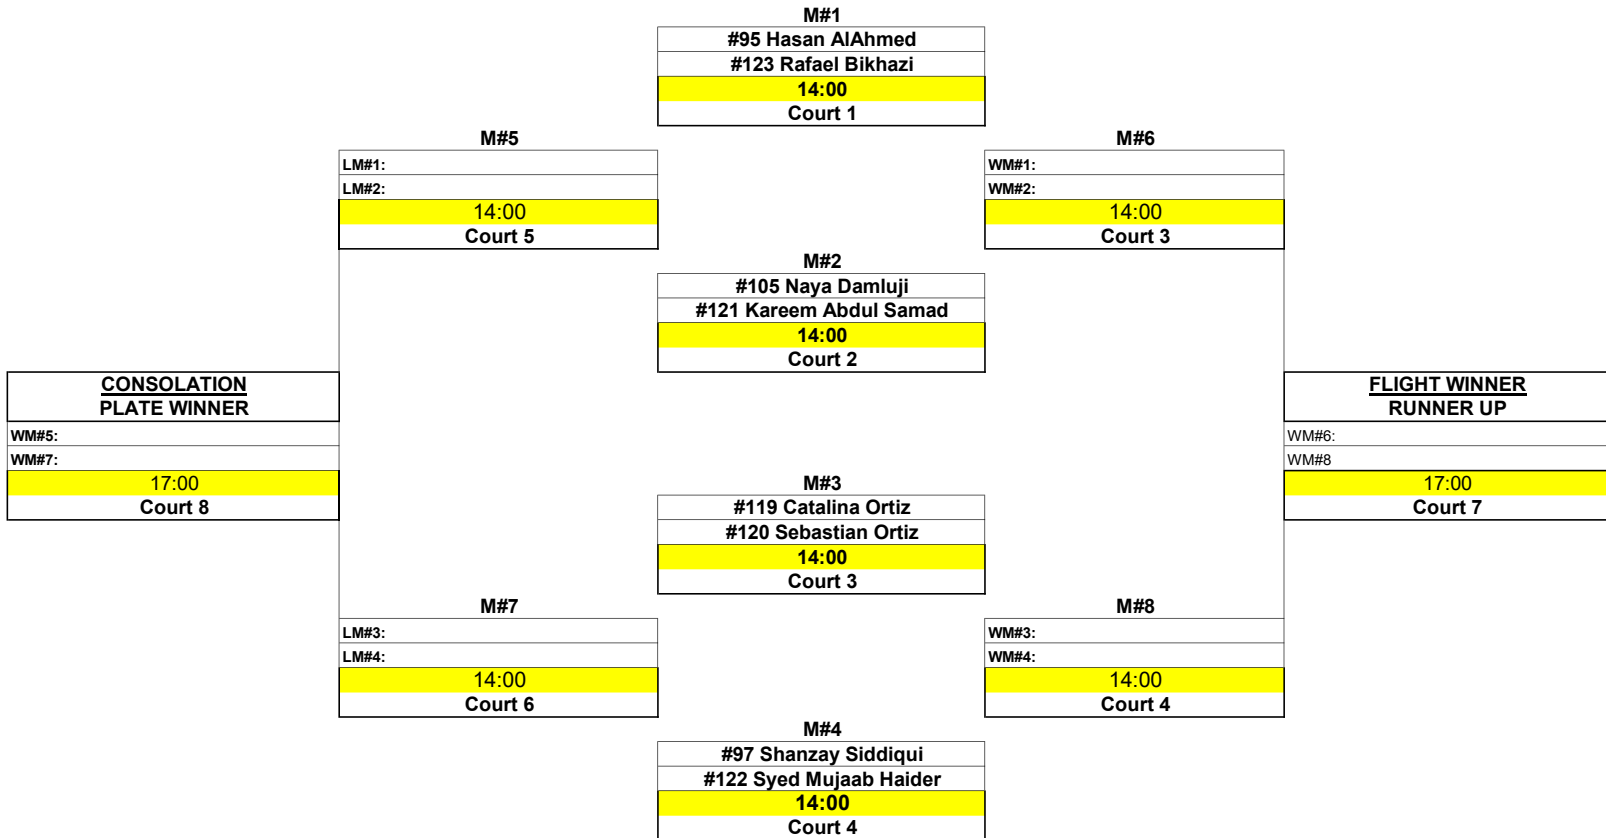 M#1
#95 Hasan AlAhmed
#123 Rafael Bikhazi
14:00
Court 1
M#5
LM#1:
LM#2:
14:00
Court 5
M#6
WM#1:
WM#2:
14:00
Court 3
M#2
#105 Naya Damluji
#121 Kareem Abdul Samad
14:00
Court 2
CONSOLATION
PLATE WINNER
WM#5:
WM#7:
17:00
Court 8
FLIGHT WINNER
RUNNER UP
WM#6:
WM#8
17:00
Court 7
M#3
#119 Catalina Ortiz
#120 Sebastian Ortiz
14:00
Court 3
M#7
LM#3:
LM#4:
14:00
Court 6
M#8
WM#3:
WM#4:
14:00
Court 4
M#4
#97 Shanzay Siddiqui
#122 Syed Mujaab Haider
14:00
Court 4